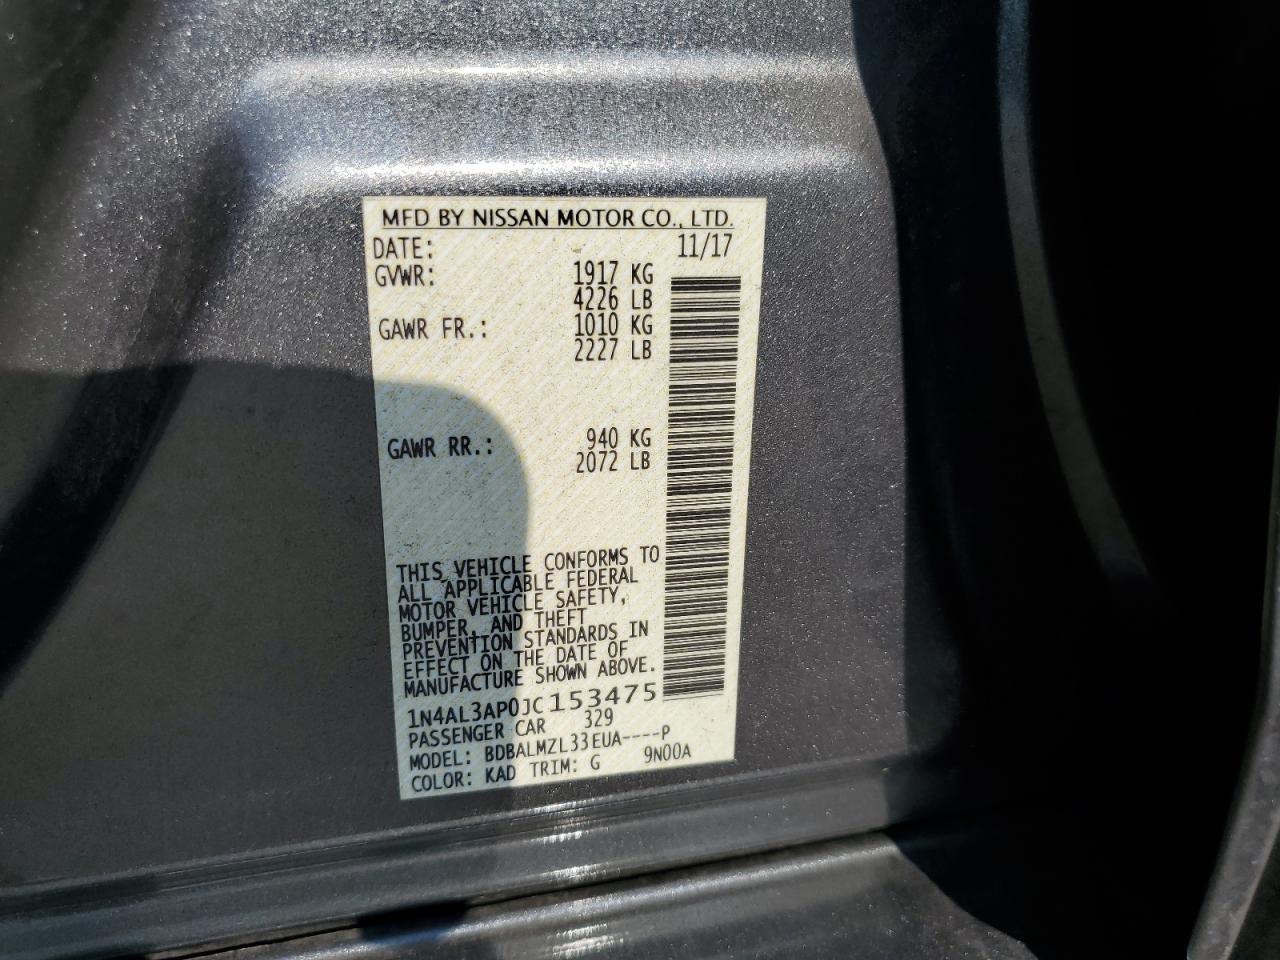 MFD BY NISSAN MOTOR CO., LTD.
DATE: 11/17
GVWR: 1917 KG
4226 LB
GAWR FR.: 1010 KG
2227 LB
GAWR RR.: 940 KG
2072 LB
THIS VEHICLE CONFORMS TO
ALL APPLICABLE FEDERAL
MOTOR VEHICLE SAFETY,
BUMPER, AND THEFT
PREVENTION STANDARDS IN
EFFECT ON THE DATE OF
MANUFACTURE SHOWN ABOVE.
1N4AL3AP0JC153475
PASSENGER CAR 329
MODEL: BDBALMZL33EUA----P
COLOR: KAD TRIM: G 9N00A